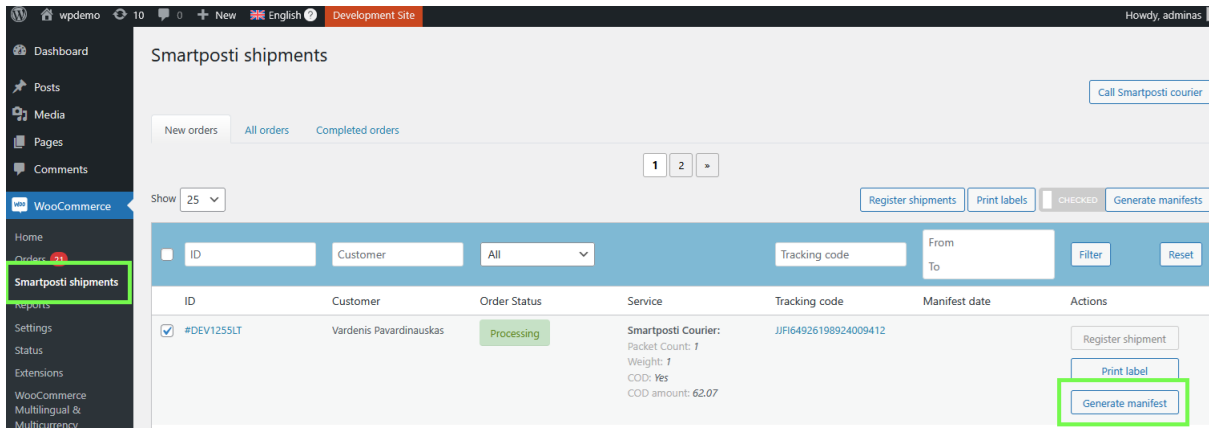 wpdemo 10 0 + New English ? Development Site Howdy, adminas
Dashboard
Posts
Media
Pages
Comments
WooCommerce
Home
Orders 21
Smartposti shipments
Reports
Settings
Status
Extensions
WooCommerce
Multilingual &
Multicurrency
Smartposti shipments
Call Smartposti courier
New orders All orders Completed orders
1 2 »
Show 25
Register shipments Print labels CHECKED Generate manifests
ID Customer All Tracking code From To Filter Reset
ID Customer Order Status Service Tracking code Manifest date Actions
#DEV1255LT Vardenis Pavardinauskas Processing Smartposti Courier: JJFI64926198924009412
Packet Count: 1
Weight: 1
COD: Yes
COD amount: 62.07
Register shipment
Print label
Generate manifest